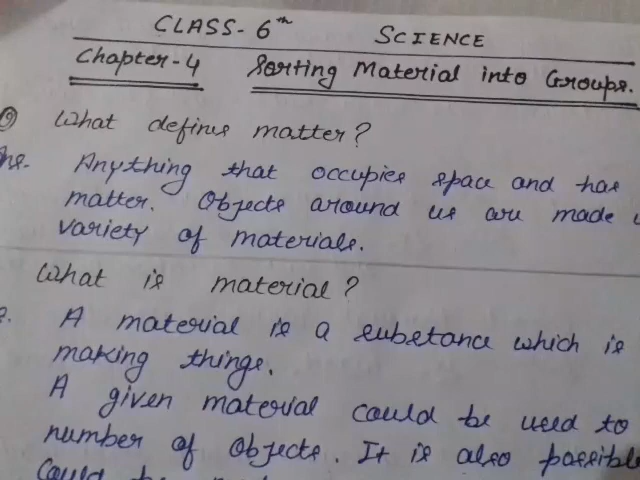 CLASS- 6th SCIENCE
Chapter-4 Sorting Material into Groups.
What defines matter?
Ans. Anything that occupies space and has
matter. Objects around us are made
variety of materials.
What is material?
A material is a substance which is
making things.
A given material could be used to
number of objects. It is also possible
could be